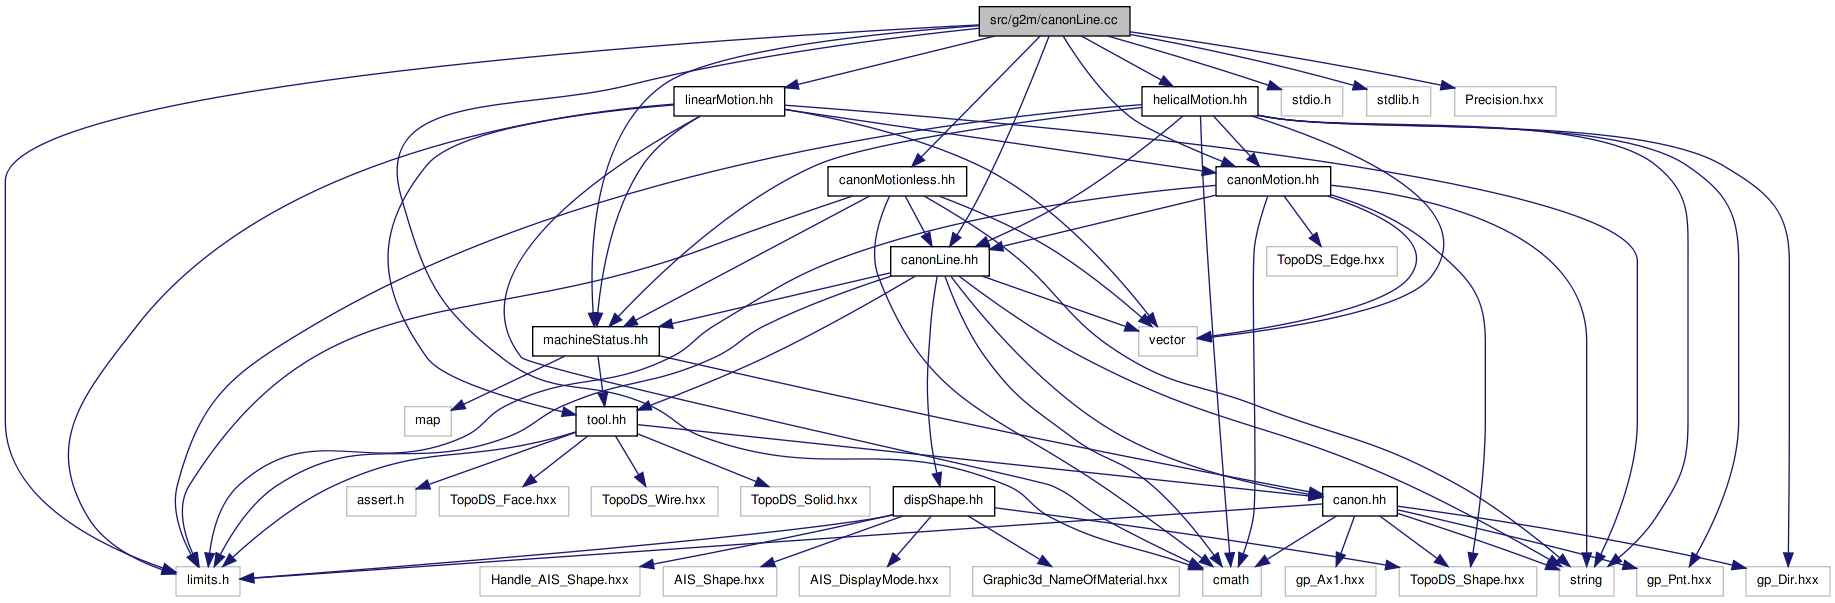 src/g2m/canonLine.cc
linearMotion.hh
helicalMotion.hh
stdio.h
stdlib.h
Precision.hxx
canonMotionless.hh
canonMotion.hh
canonLine.hh
TopoDS_Edge.hxx
machineStatus.hh
vector
map
tool.hh
assert.h
TopoDS_Face.hxx
TopoDS_Wire.hxx
TopoDS_Solid.hxx
dispShape.hh
canon.hh
limits.h
Handle_AIS_Shape.hxx
AIS_Shape.hxx
AIS_DisplayMode.hxx
Graphic3d_NameOfMaterial.hxx
cmath
gp_Ax1.hxx
TopoDS_Shape.hxx
string
gp_Pnt.hxx
gp_Dir.hxx